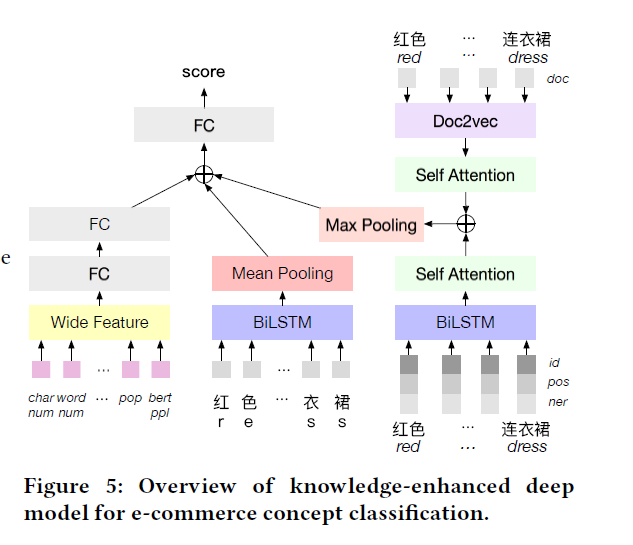 红色 ... 连衣裙
red ... dress
doc
score
FC
Doc2vec
Self Attention
FC
Max Pooling
e
FC
Mean Pooling
Self Attention
Wide Feature
BiLSTM
BiLSTM
id
pos
ner
...
...
char num
word num
...
pop
bert ppl
红 色 ... 衣 裙
r e s s
红色 ... 连衣裙
red ... dress
Figure 5: Overview of knowledge-enhanced deep
model for e-commerce concept classification.